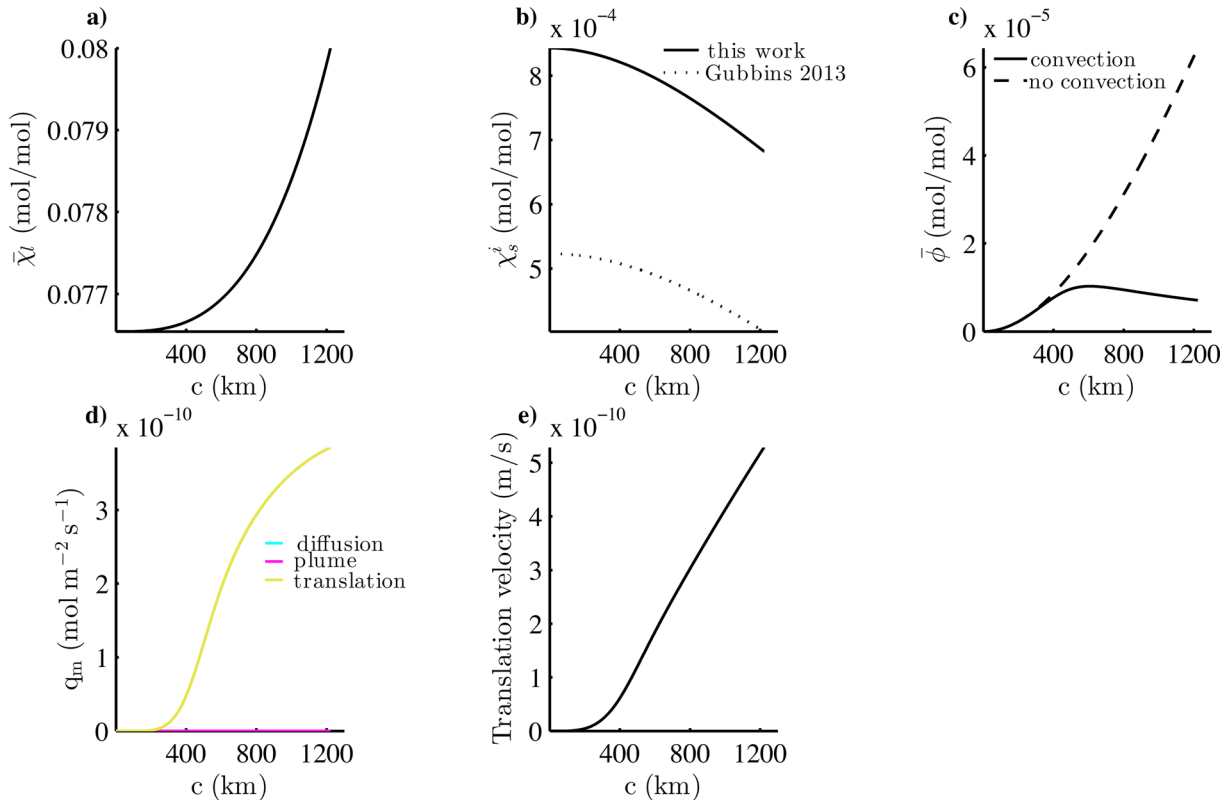 a)
0.08
0.079
0.078
0.077
χ̄ₗ (mol/mol)
400 800 1200
c (km)
b)
x 10⁻⁴
8
7
6
5
χₛⁱ (mol/mol)
this work
Gubbins 2013
400 800 1200
c (km)
c)
x 10⁻⁵
6
4
2
0
ϕ̄ (mol/mol)
convection
no convection
400 800 1200
c (km)
d)
x 10⁻¹⁰
3
2
1
0
qₘ (mol m⁻² s⁻¹)
diffusion
plume
translation
400 800 1200
c (km)
e)
x 10⁻¹⁰
5
4
3
2
1
0
Translation velocity (m/s)
400 800 1200
c (km)